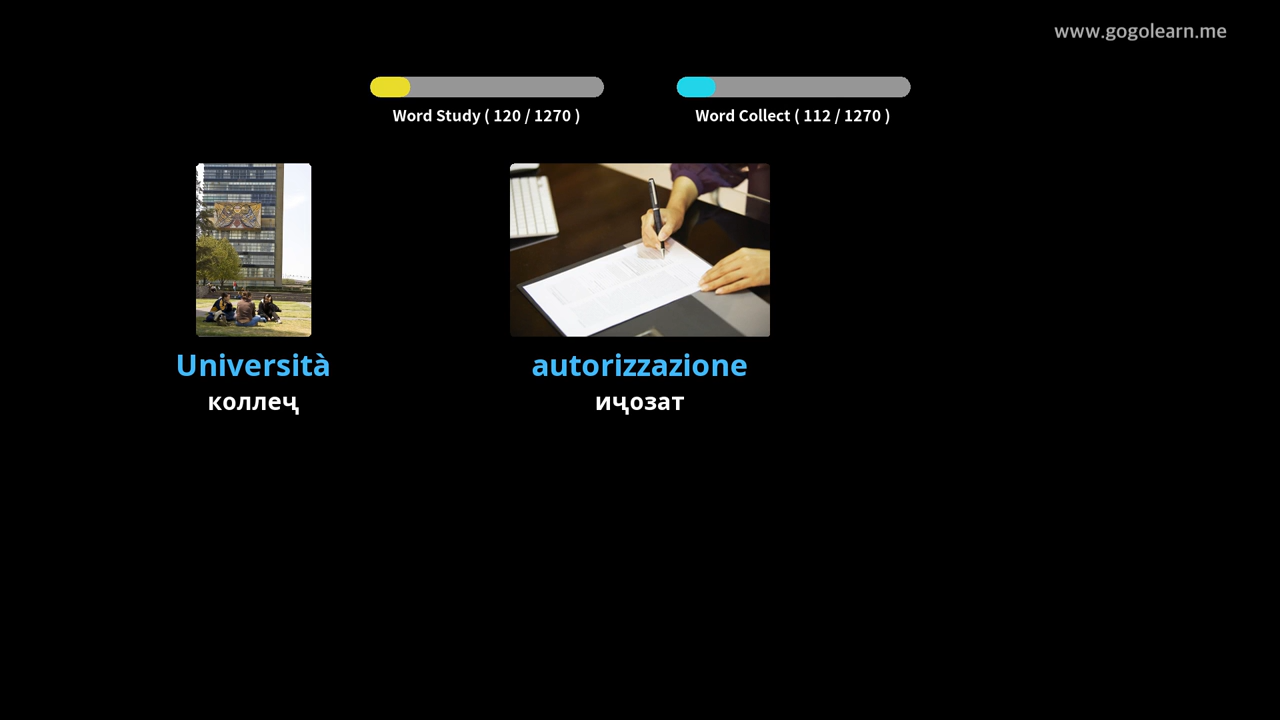 www.gogolearn.me
Word Study ( 120 / 1270 )
Word Collect ( 112 / 1270 )
Università
коллеҷ
autorizzazione
иҷозат